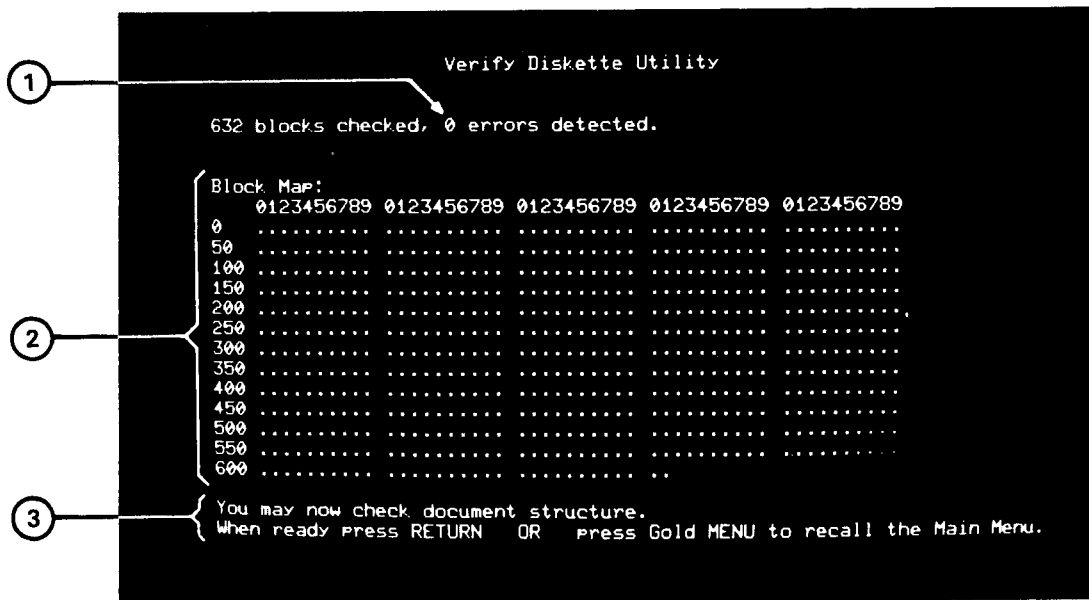 Verify Diskette Utility
1
632 blocks checked, 0 errors detected.
Block Map:
0123456789 0123456789 0123456789 0123456789 0123456789
0 .......... .......... .......... .......... ..........
50 .......... .......... .......... .......... ..........
100 .......... .......... .......... .......... ..........
150 .......... .......... .......... .......... ..........
200 .......... .......... .......... .......... ..........
2
250 .......... .......... .......... .......... ..........
300 .......... .......... .......... .......... ..........
350 .......... .......... .......... .......... ..........
400 .......... .......... .......... .......... ..........
450 .......... .......... .......... .......... ..........
500 .......... .......... .......... .......... ..........
550 .......... .......... .......... .......... ..........
600 .......... .......... .......... ..
3
You may now check document structure.
When ready press RETURN OR press Gold MENU to recall the Main Menu.